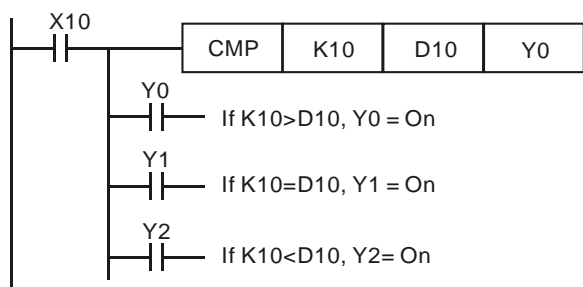 X10
CMP K10 D10 Y0
Y0
If K10>D10, Y0 = On
Y1
If K10=D10, Y1 = On
Y2
If K10<D10, Y2= On